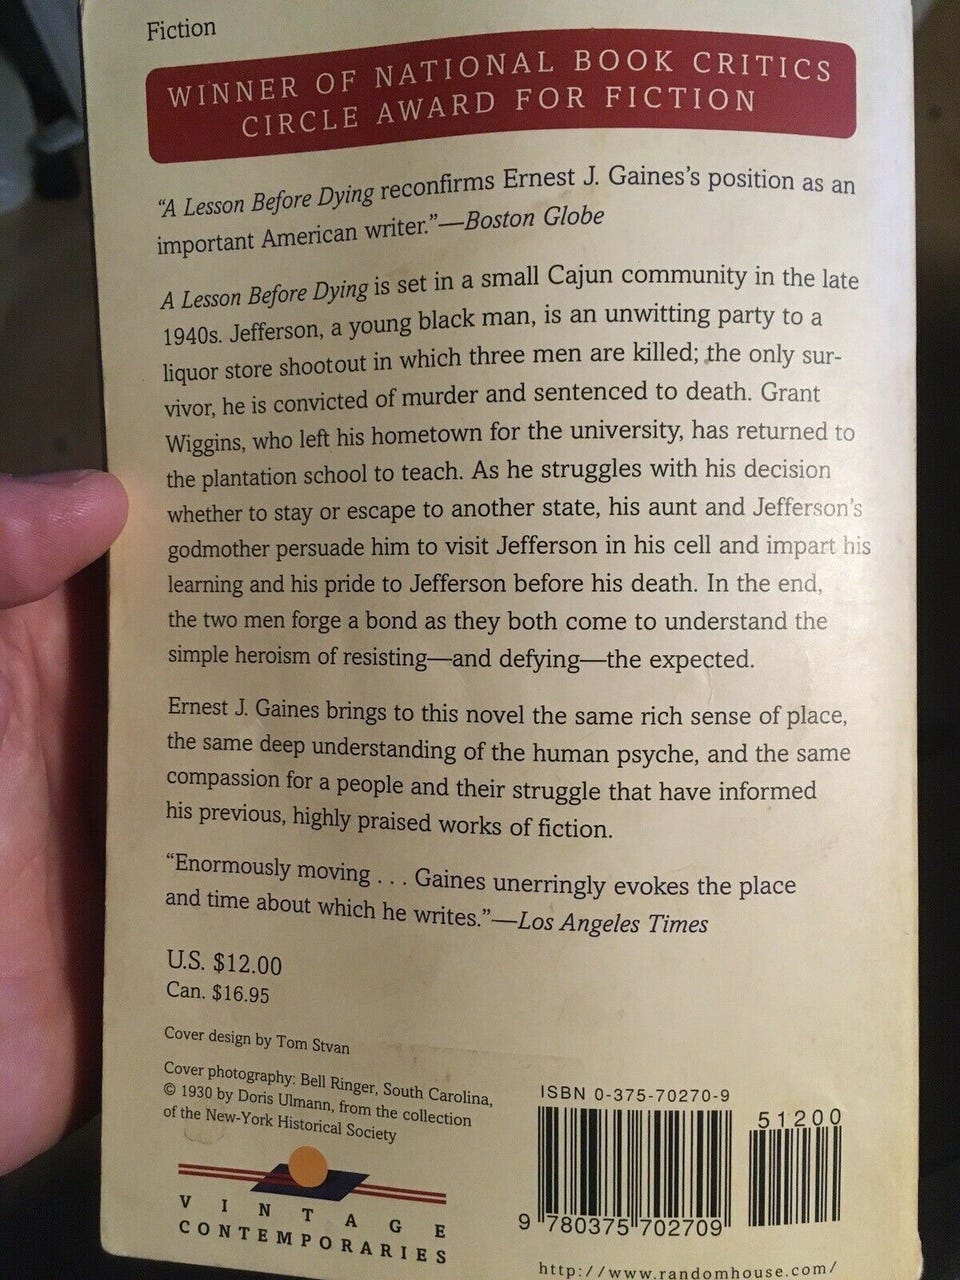 Fiction
WINNER OF NATIONAL BOOK CRITICS
CIRCLE AWARD FOR FICTION
“A Lesson Before Dying reconfirms Ernest J. Gaines’s position as an
important American writer.”—Boston Globe
A Lesson Before Dying is set in a small Cajun community in the late
1940s. Jefferson, a young black man, is an unwitting party to a
liquor store shootout in which three men are killed; the only sur-
vivor, he is convicted of murder and sentenced to death. Grant
Wiggins, who left his hometown for the university, has returned to
the plantation school to teach. As he struggles with his decision
whether to stay or escape to another state, his aunt and Jefferson’s
godmother persuade him to visit Jefferson in his cell and impart his
learning and his pride to Jefferson before his death. In the end,
the two men forge a bond as they both come to understand the
simple heroism of resisting—and defying—the expected.
Ernest J. Gaines brings to this novel the same rich sense of place,
the same deep understanding of the human psyche, and the same
compassion for a people and their struggle that have informed
his previous, highly praised works of fiction.
“Enormously moving . . . Gaines unerringly evokes the place
and time about which he writes.”—Los Angeles Times
U.S. $12.00
Can. $16.95
Cover design by Tom Stvan
Cover photography: Bell Ringer, South Carolina,
© 1930 by Doris Ulmann, from the collection
of the New-York Historical Society
VINTAGE
CONTEMPORARIES
ISBN 0-375-70270-9
51200
9 780375 702709
http://www.randomhouse.com/